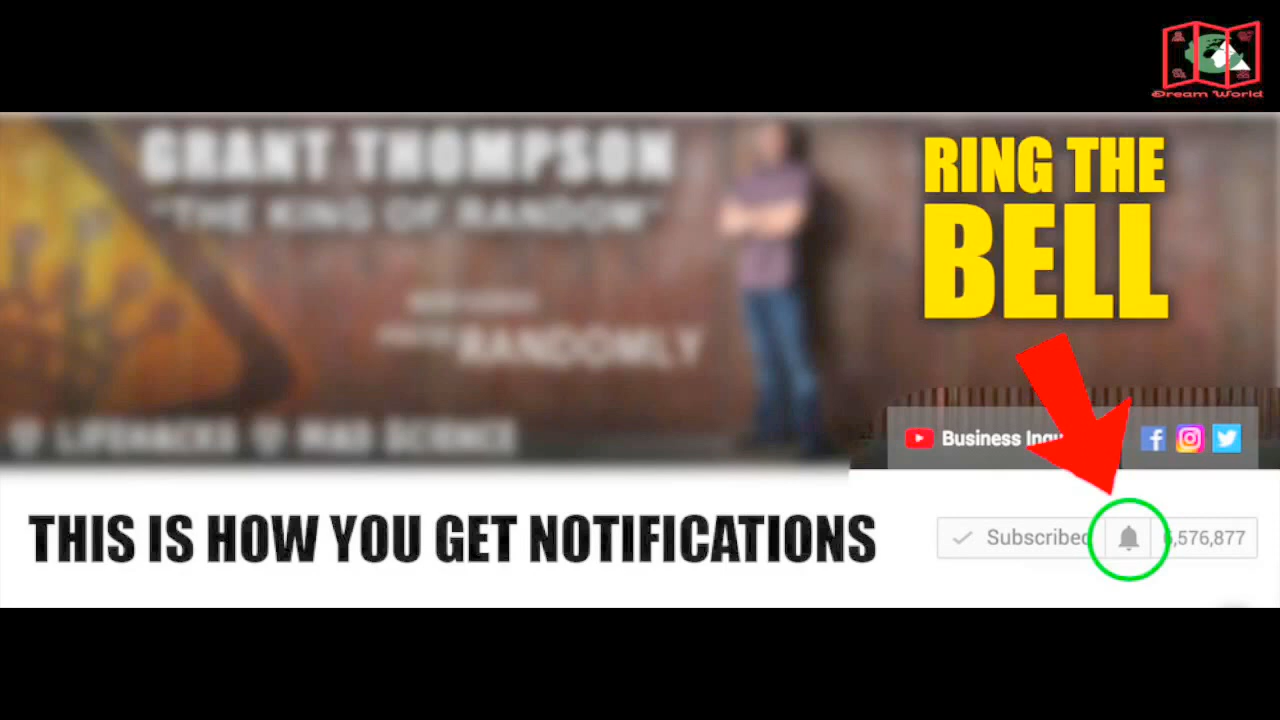 Dream World
GRANT THOMPSON
"THE KING OF RANDOM"
RING THE
BELL
RANDOMLY
Business Inqu
LIFEHACKS MAD SCIENCE
THIS IS HOW YOU GET NOTIFICATIONS
Subscribed
,576,877